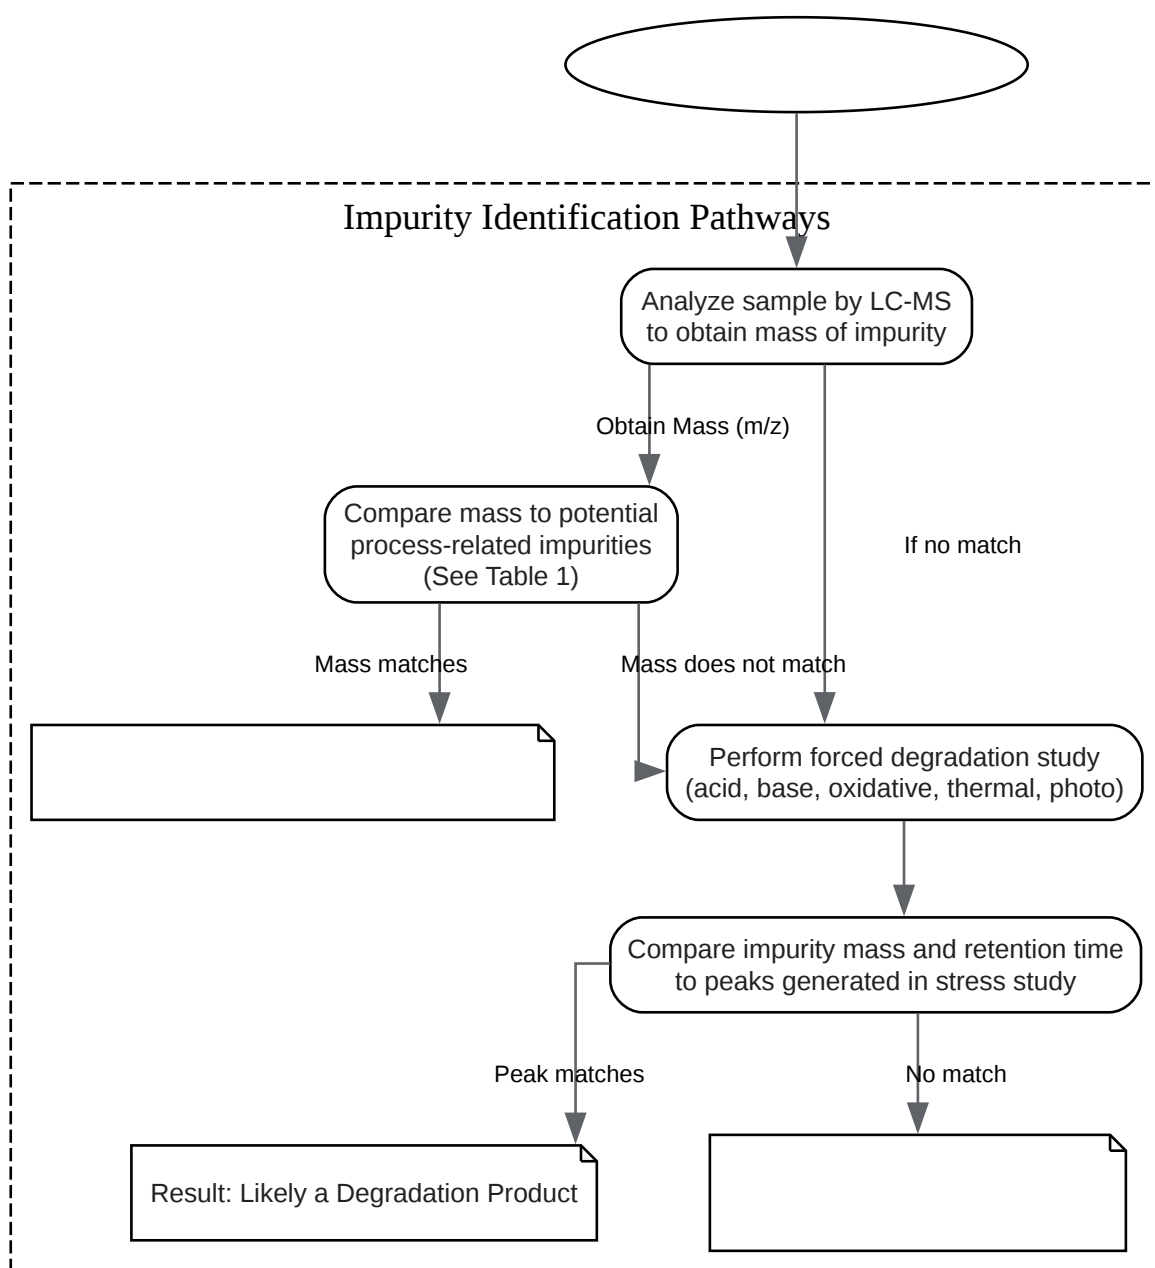 Impurity Identification Pathways
Analyze sample by LC-MS
to obtain mass of impurity
Obtain Mass (m/z)
Compare mass to potential
process-related impurities
(See Table 1)
If no match
Mass matches
Mass does not match
Perform forced degradation study
(acid, base, oxidative, thermal, photo)
Compare impurity mass and retention time
to peaks generated in stress study
Peak matches
No match
Result: Likely a Degradation Product